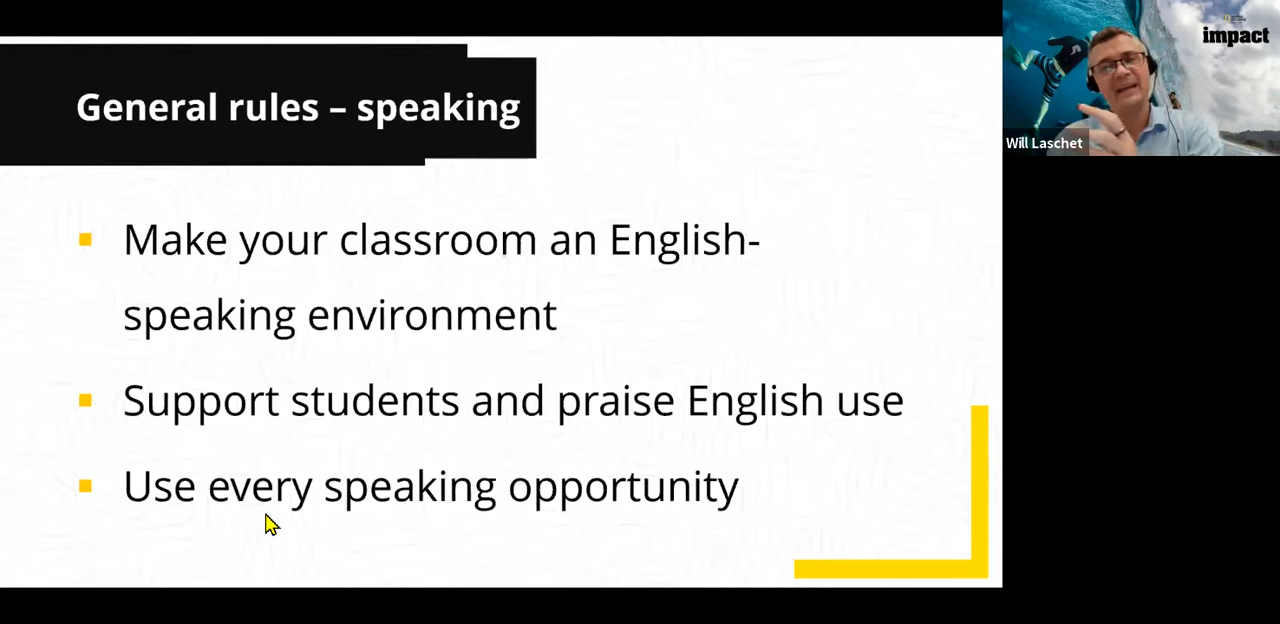 General rules – speaking
Make your classroom an English-
speaking environment
Support students and praise English use
Use every speaking opportunity
impact
Will Laschet